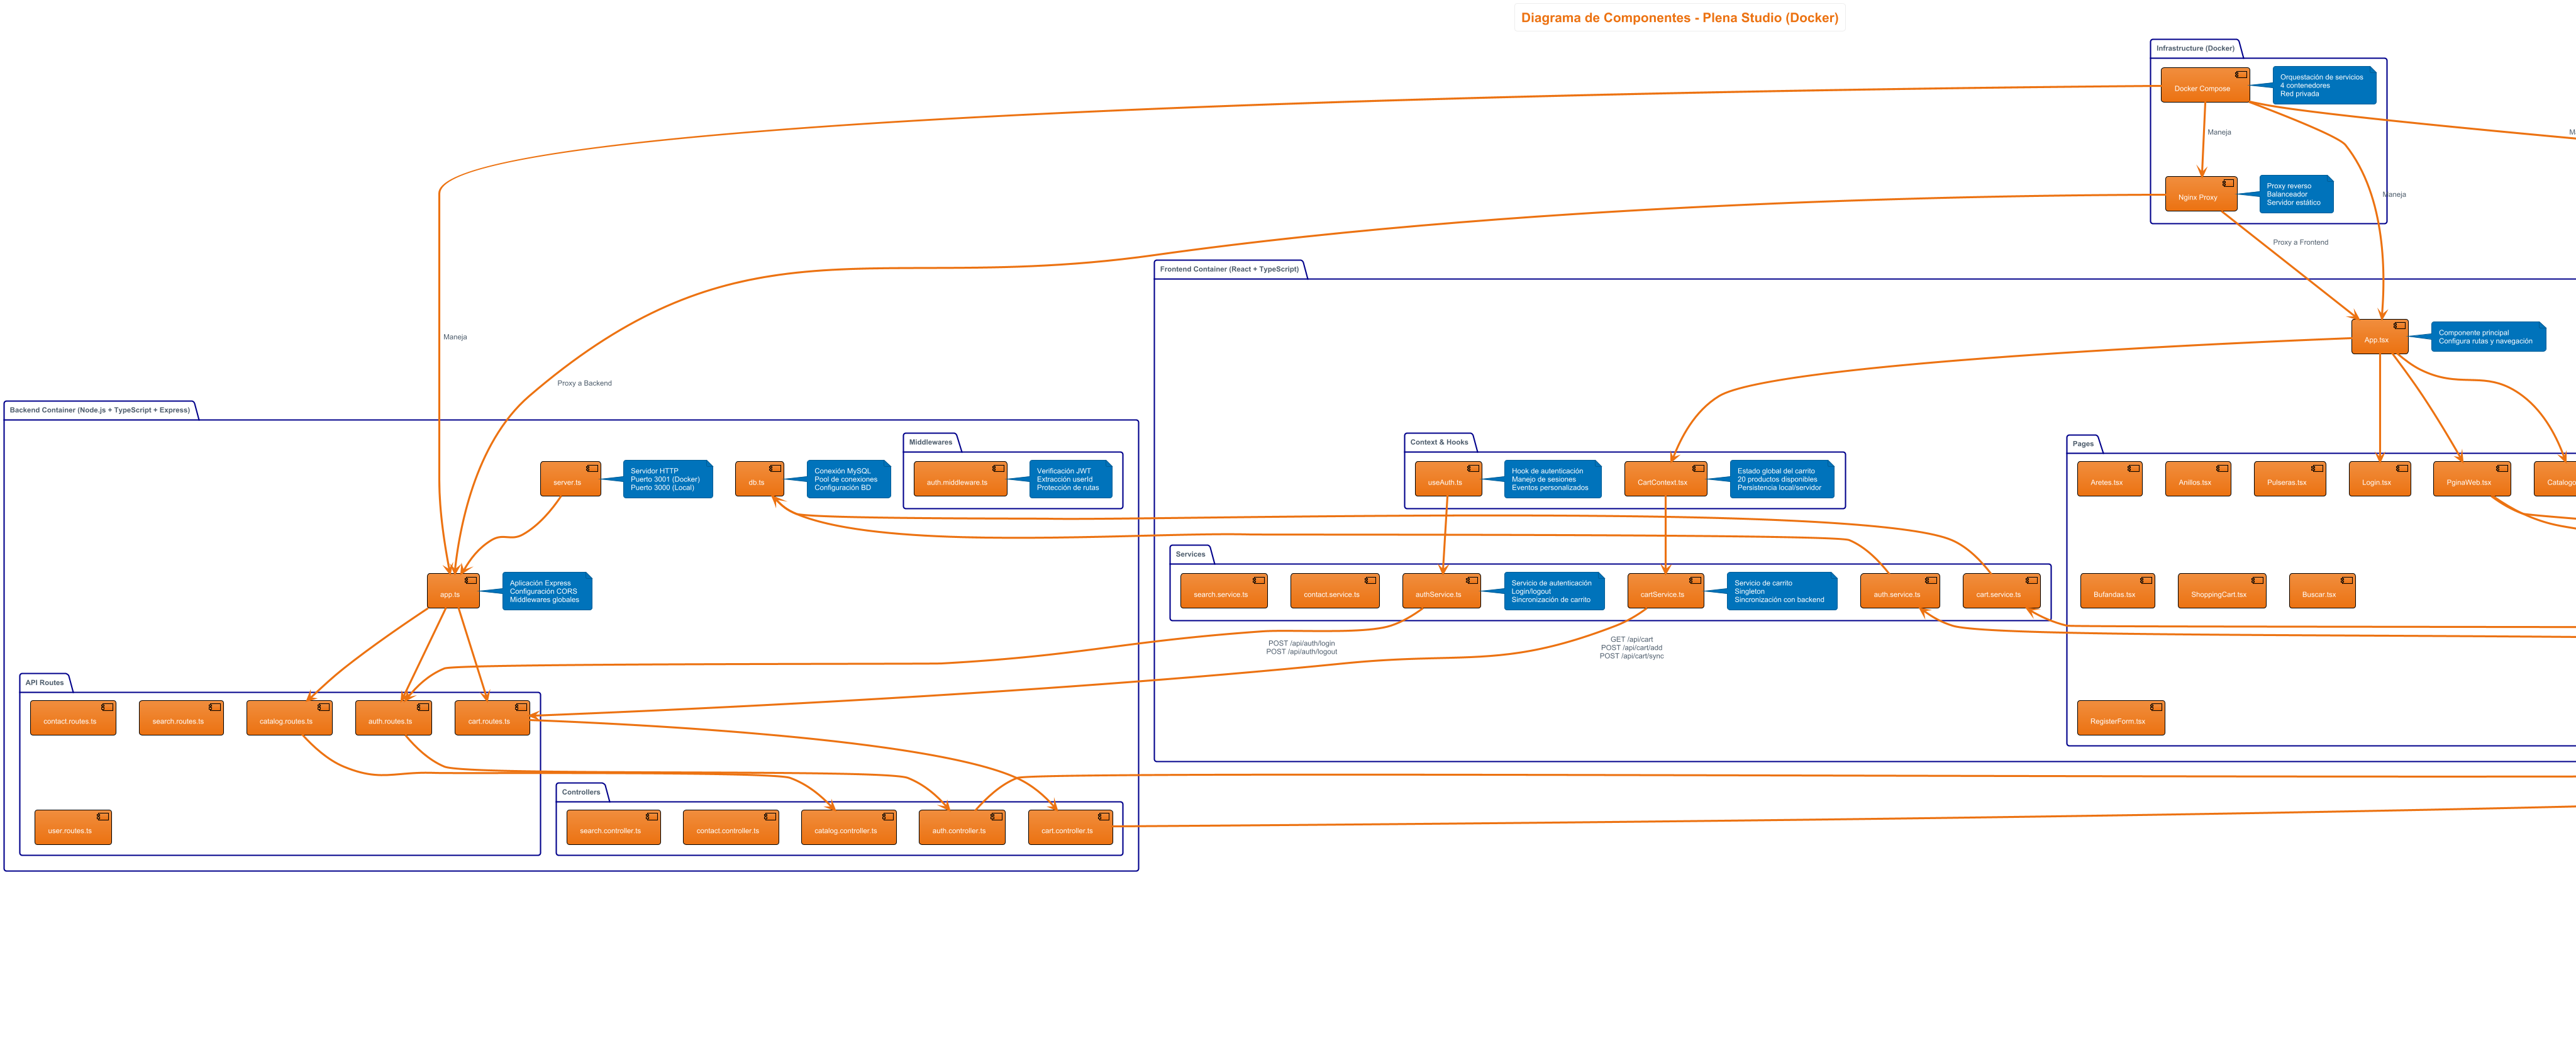 Diagrama de Componentes - Plena Studio (Docker)
Infrastructure (Docker)
Docker Compose
Orquestación de servicios
4 contenedores
Red privada
Maneja
Nginx Proxy
Proxy reverso
Balanceador
Servidor estático
Maneja
Proxy a Frontend
Maneja
Proxy a Backend
Frontend Container (React + TypeScript)
App.tsx
Componente principal
Configura rutas y navegación
Backend Container (Node.js + TypeScript + Express)
server.ts
Servidor HTTP
Puerto 3001 (Docker)
Puerto 3000 (Local)
db.ts
Conexión MySQL
Pool de conexiones
Configuración BD
Middlewares
auth.middleware.ts
Verificación JWT
Extracción userId
Protección de rutas
Context & Hooks
useAuth.ts
Hook de autenticación
Manejo de sesiones
Eventos personalizados
CartContext.tsx
Estado global del carrito
20 productos disponibles
Persistencia local/servidor
Pages
Aretes.tsx
Anillos.tsx
Pulseras.tsx
Login.tsx
PginaWeb.tsx
Bufandas.tsx
ShoppingCart.tsx
Buscar.tsx
RegisterForm.tsx
Services
search.service.ts
contact.service.ts
authService.ts
Servicio de autenticación
Login/logout
Sincronización de carrito
cartService.ts
Servicio de carrito
Singleton
Sincronización con backend
auth.service.ts
cart.service.ts
app.ts
Aplicación Express
Configuración CORS
Middlewares globales
POST /api/auth/login
POST /api/auth/logout
GET /api/cart
POST /api/cart/add
POST /api/cart/sync
API Routes
contact.routes.ts
search.routes.ts
catalog.routes.ts
auth.routes.ts
cart.routes.ts
user.routes.ts
Controllers
search.controller.ts
contact.controller.ts
catalog.controller.ts
auth.controller.ts
cart.controller.ts